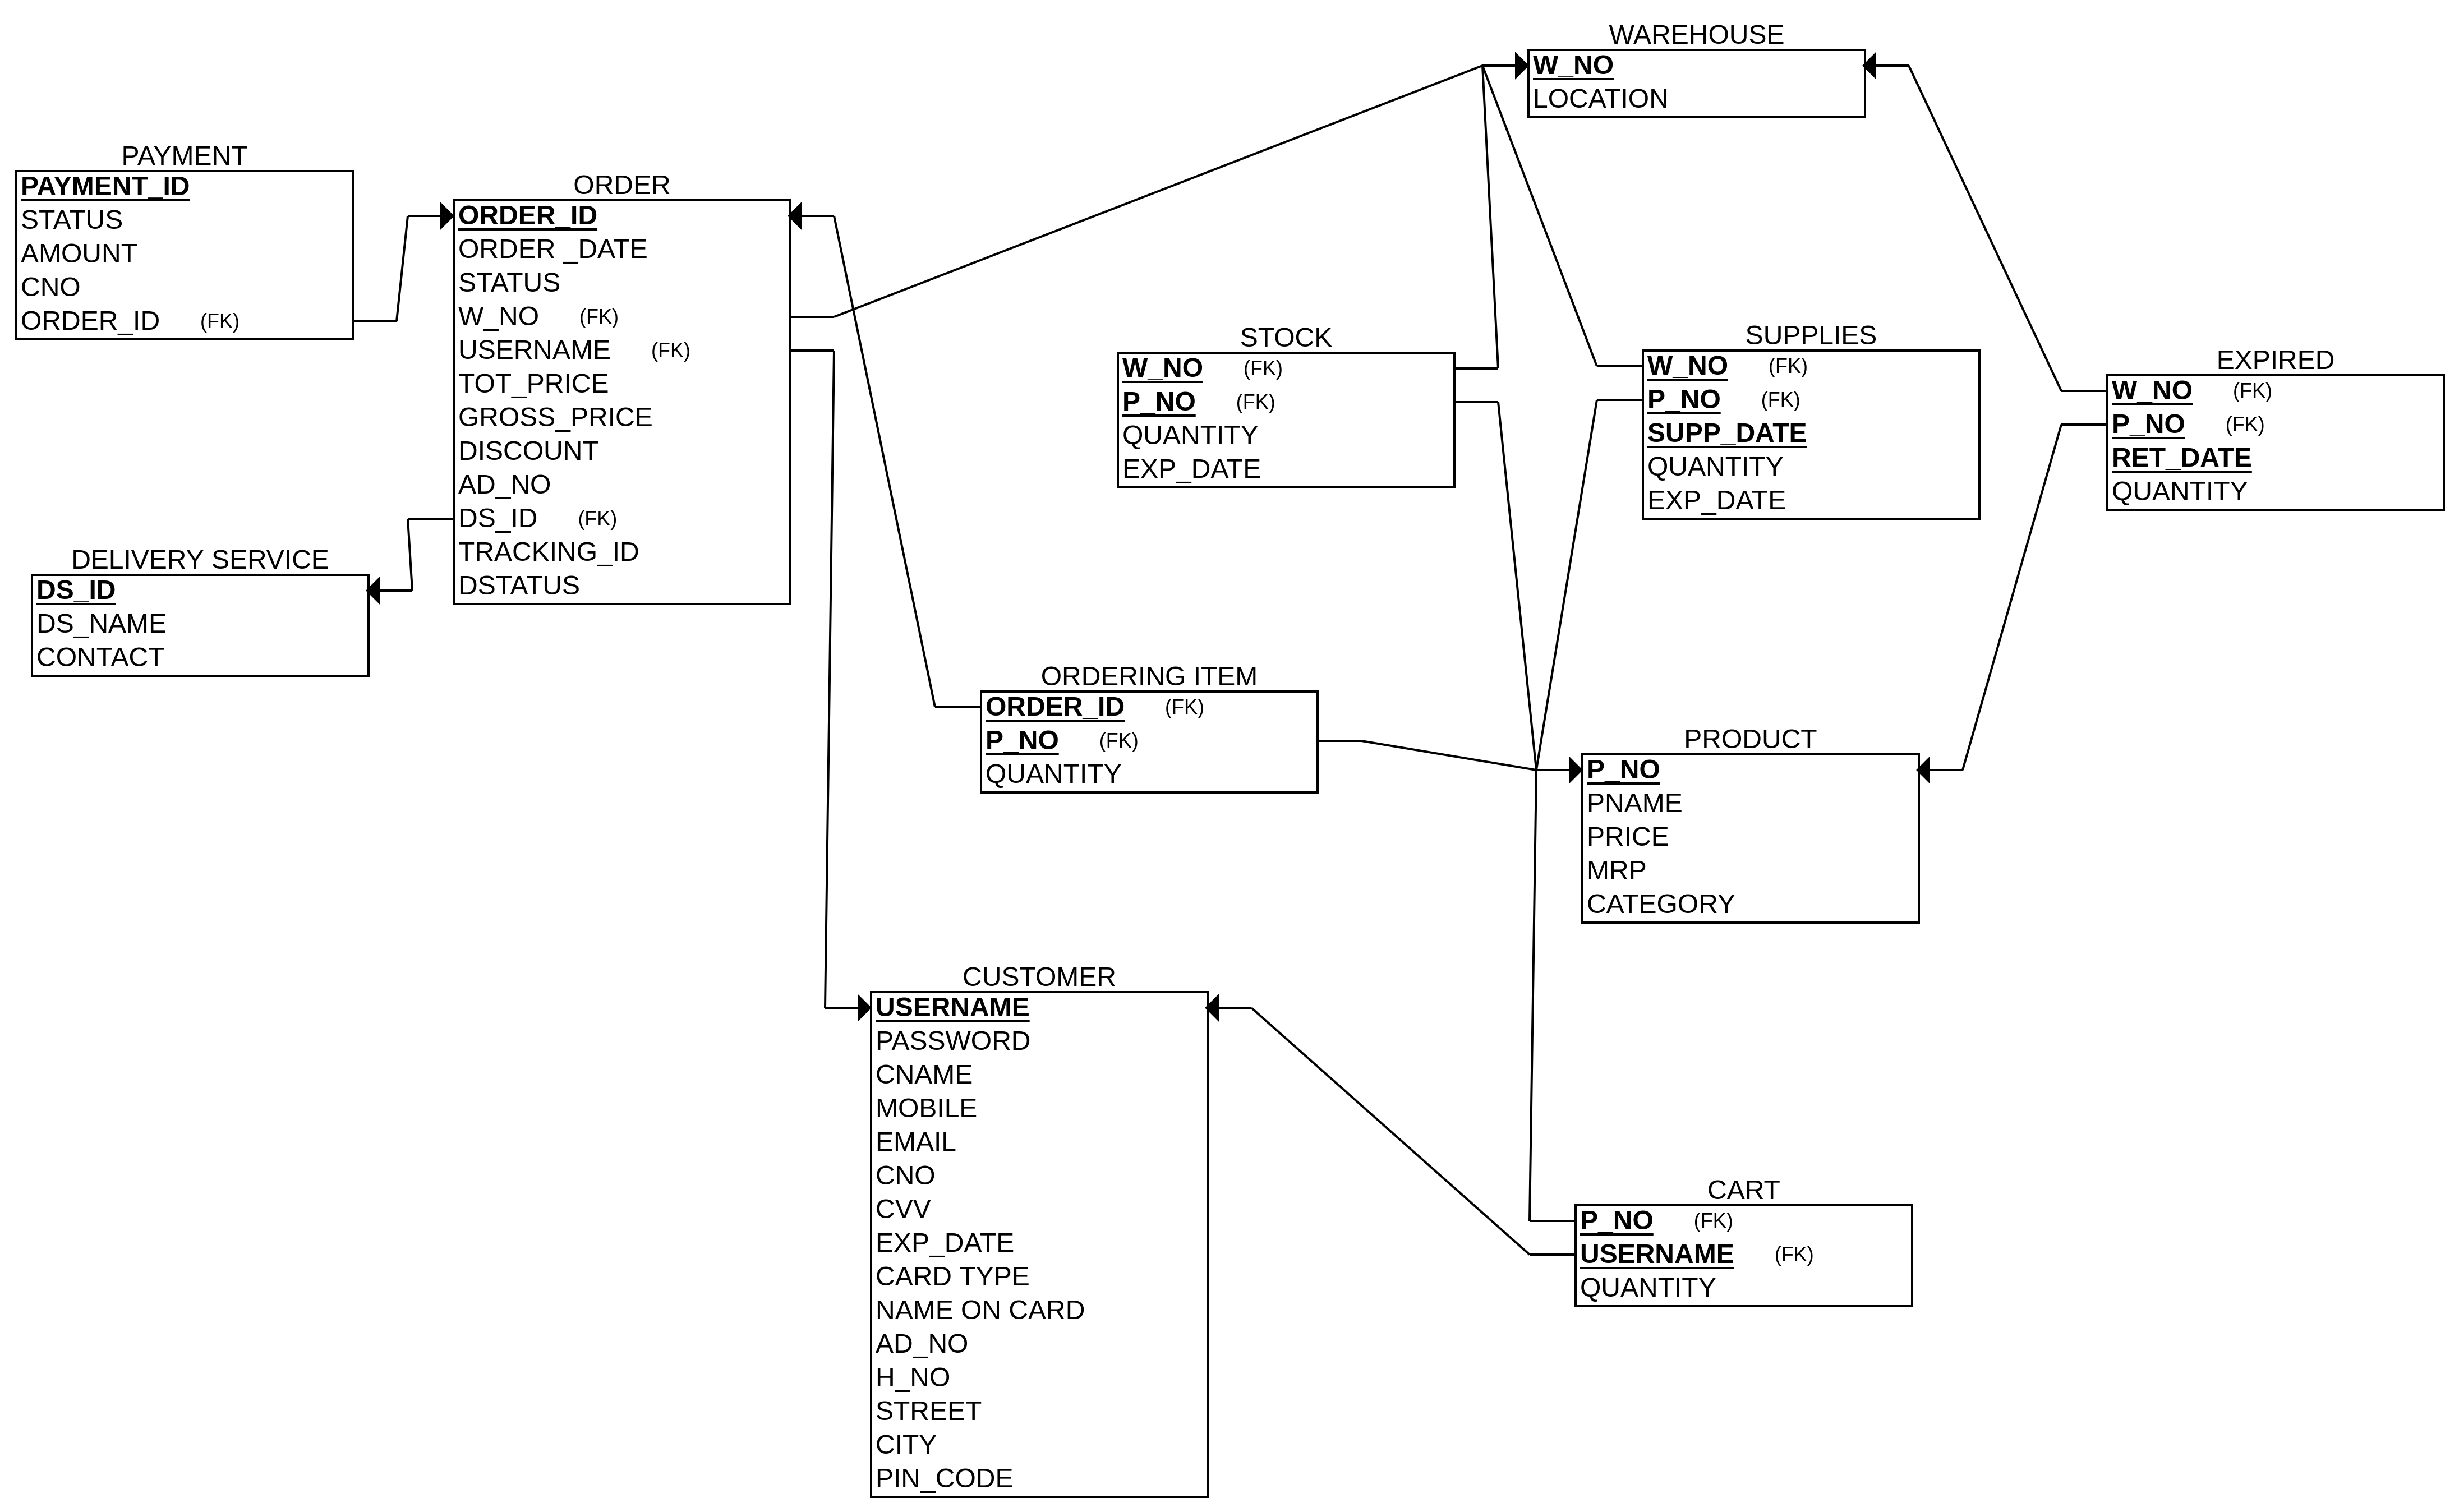 WAREHOUSE
W_NO
LOCATION
PAYMENT
PAYMENT_ID
STATUS
AMOUNT
CNO
ORDER_ID (FK)
ORDER
ORDER_ID
ORDER _DATE
STATUS
W_NO (FK)
USERNAME (FK)
TOT_PRICE
GROSS_PRICE
DISCOUNT
AD_NO
DS_ID (FK)
TRACKING_ID
DSTATUS
STOCK
W_NO (FK)
P_NO (FK)
QUANTITY
EXP_DATE
SUPPLIES
W_NO (FK)
P_NO (FK)
SUPP_DATE
QUANTITY
EXP_DATE
EXPIRED
W_NO (FK)
P_NO (FK)
RET_DATE
QUANTITY
DELIVERY SERVICE
DS_ID
DS_NAME
CONTACT
ORDERING ITEM
ORDER_ID (FK)
P_NO (FK)
QUANTITY
PRODUCT
P_NO
PNAME
PRICE
MRP
CATEGORY
CUSTOMER
USERNAME
PASSWORD
CNAME
MOBILE
EMAIL
CNO
CVV
EXP_DATE
CARD TYPE
NAME ON CARD
AD_NO
H_NO
STREET
CITY
PIN_CODE
CART
P_NO (FK)
USERNAME (FK)
QUANTITY